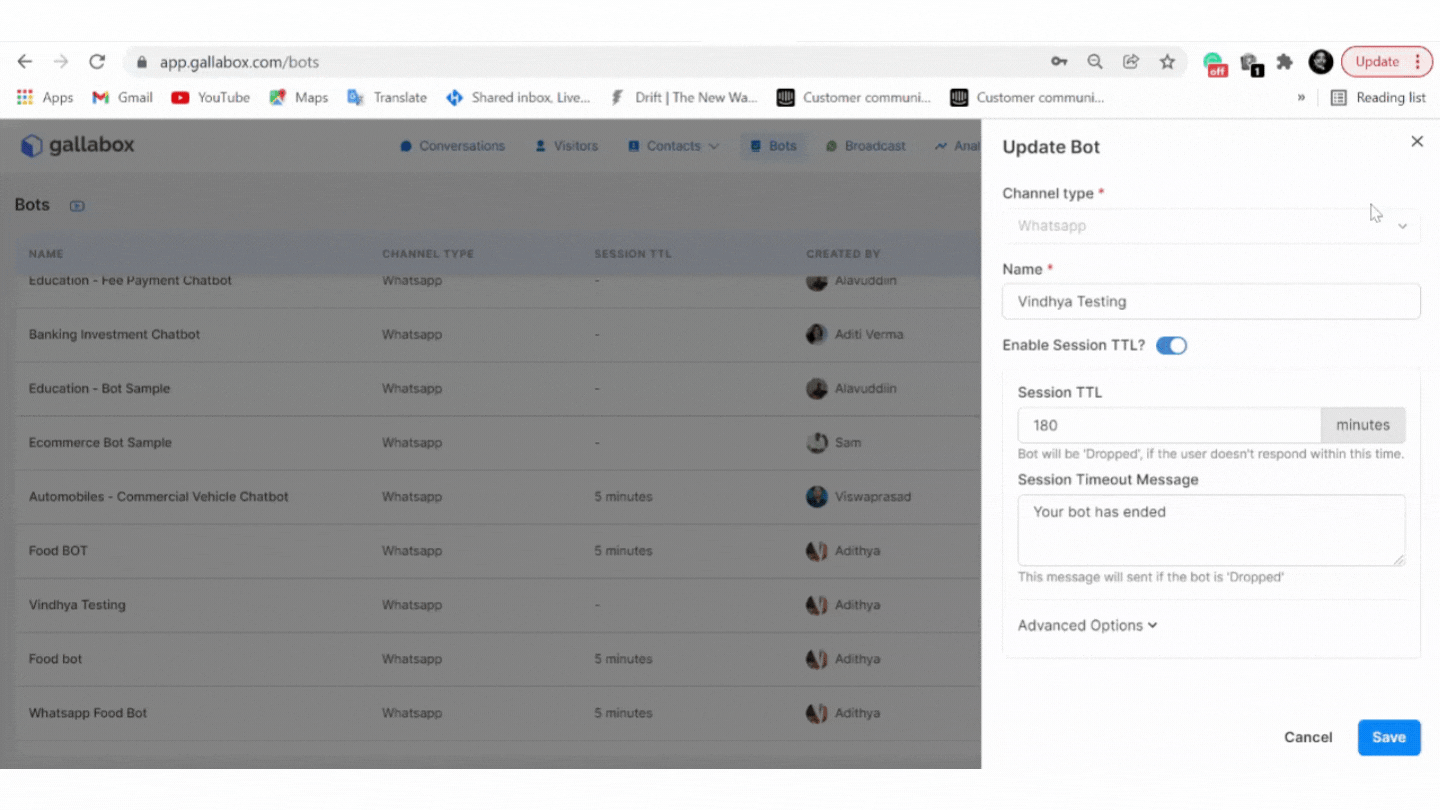 app.gallabox.com/bots
off
1
Update
Apps
Gmail
YouTube
Maps
Translate
Shared inbox, Live...
Drift | The New Wa...
Customer communi...
Customer communi...
»
Reading list
gallabox
Conversations
Visitors
Contacts
Bots
Broadcast
Anal
Bots
NAME CHANNEL TYPE SESSION TTL CREATED BY
Education - Fee Payment Chatbot Whatsapp - Alavuddiin
Banking Investment Chatbot Whatsapp - Aditi Verma
Education - Bot Sample Whatsapp - Alavuddiin
Ecommerce Bot Sample Whatsapp - Sam
Automobiles - Commercial Vehicle Chatbot Whatsapp 5 minutes Viswaprasad
Food BOT Whatsapp 5 minutes Adithya
Vindhya Testing Whatsapp - Adithya
Food bot Whatsapp 5 minutes Adithya
Whatsapp Food Bot Whatsapp 5 minutes Adithya
Update Bot
Channel type *
Whatsapp
Name *
Vindhya Testing
Enable Session TTL?
Session TTL
180 minutes
Bot will be 'Dropped', if the user doesn't respond within this time.
Session Timeout Message
Your bot has ended
This message will sent if the bot is 'Dropped'
Advanced Options
Cancel Save